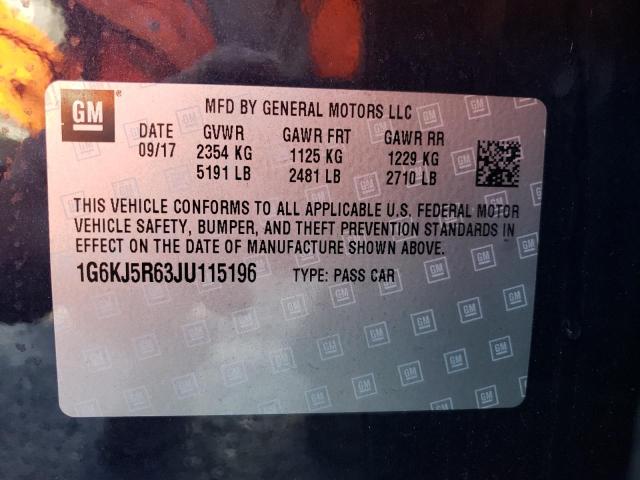 GM
MFD BY GENERAL MOTORS LLC
DATE GVWR GAWR FRT GAWR RR
09/17 2354 KG 1125 KG 1229 KG
5191 LB 2481 LB 2710 LB
THIS VEHICLE CONFORMS TO ALL APPLICABLE U.S. FEDERAL MOTOR
VEHICLE SAFETY, BUMPER, AND THEFT PREVENTION STANDARDS IN
EFFECT ON THE DATE OF MANUFACTURE SHOWN ABOVE.
1G6KJ5R63JU115196 TYPE: PASS CAR